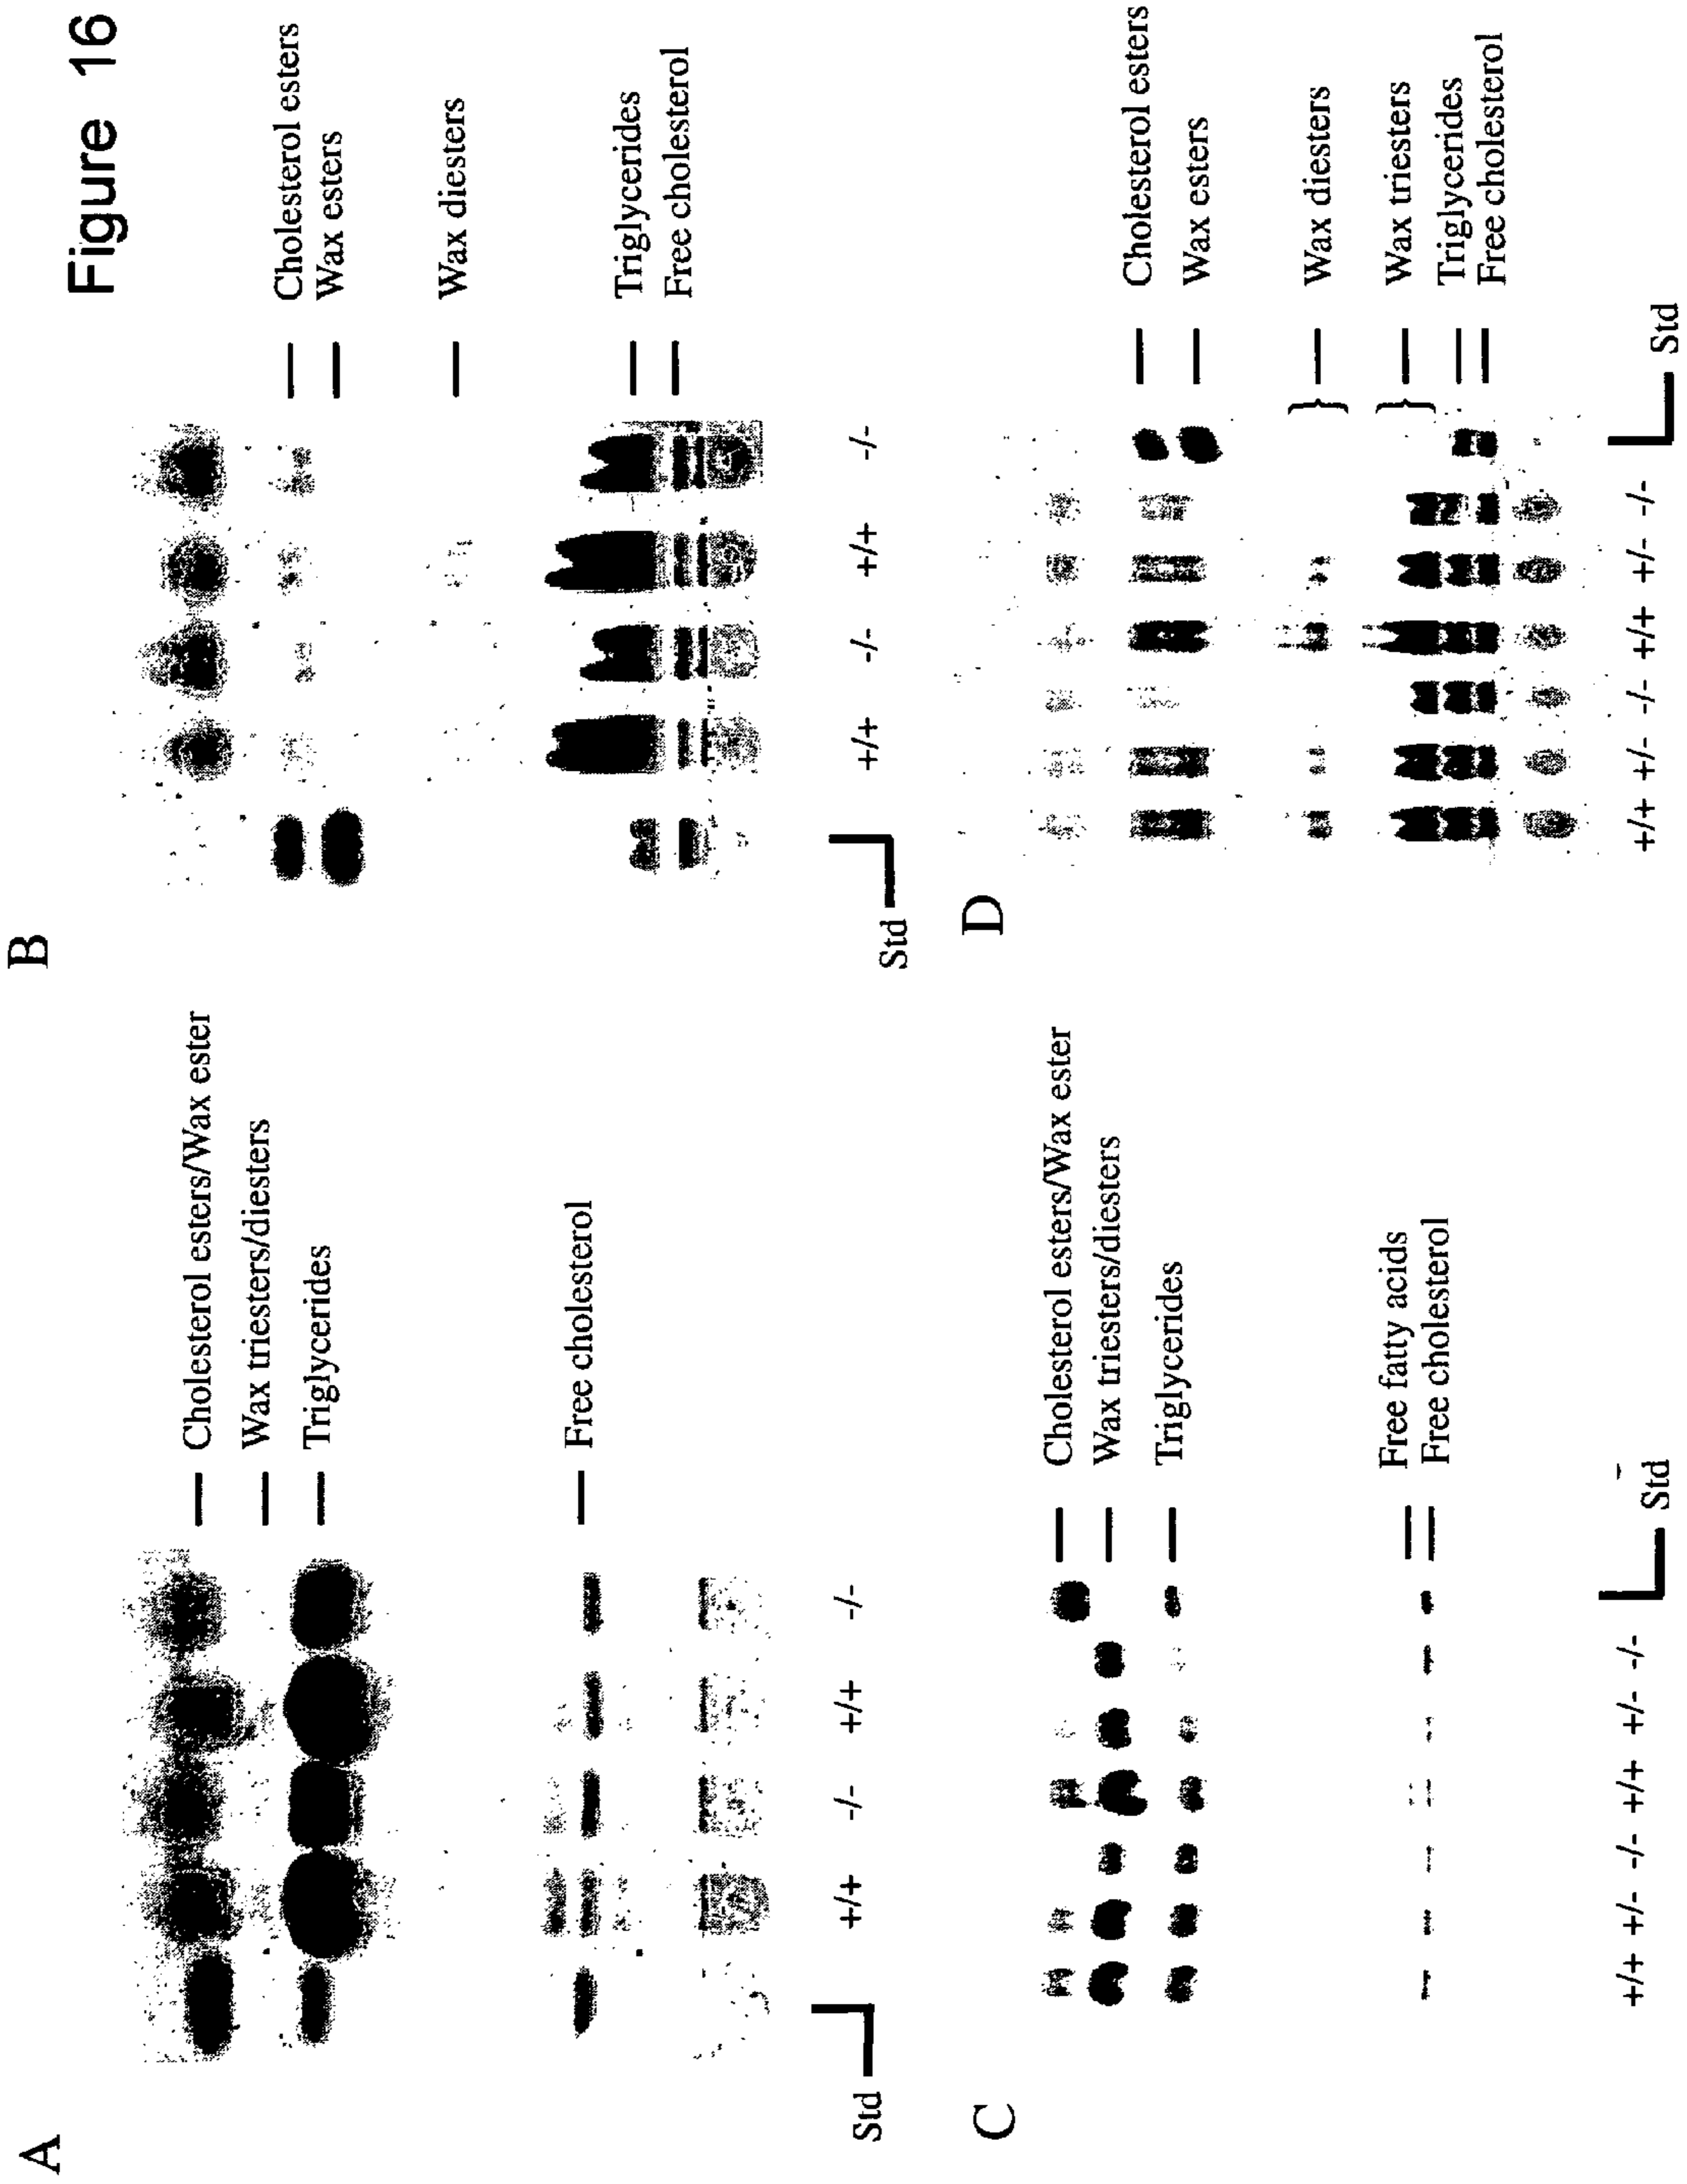 Figure 16
A
Cholesterol esters/Wax ester
Wax triesters/diesters
Triglycerides
Free cholesterol
Std
+/+ -/- +/+ -/-
B
Cholesterol esters
Wax esters
Wax diesters
Triglycerides
Free cholesterol
Std
+/+ -/- +/+ -/-
C
Cholesterol esters/Wax ester
Wax triesters/diesters
Triglycerides
Free fatty acids
Free cholesterol
+/+ +/- -/- +/+ +/- -/-
Std
D
Cholesterol esters
Wax esters
Wax diesters
Wax triesters
Triglycerides
Free cholesterol
+/+ +/- -/- +/+ +/- -/-
Std